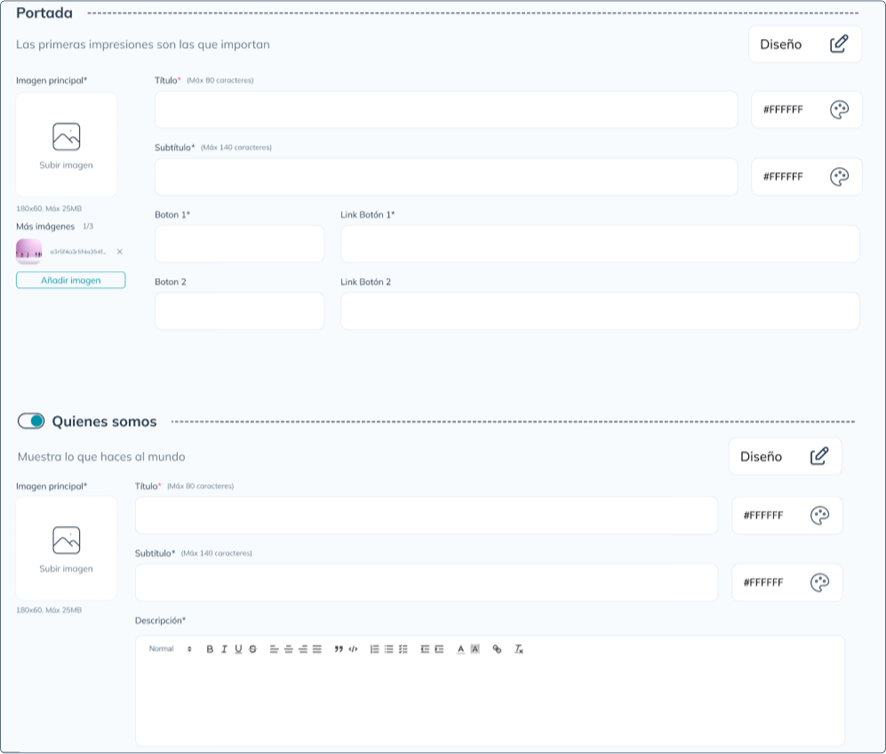 Portada
Las primeras impresiones son las que importan
Diseño
Imagen principal*
Título* (Máx 80 caracteres)
Subir imagen
#FFFFFF
Subtítulo* (Máx 140 caracteres)
#FFFFFF
180x60. Máx 25MB
Más imágenes 1/3
Añadir imagen
Boton 1*
Link Botón 1*
Boton 2
Link Botón 2
Quienes somos
Muestra lo que haces al mundo
Diseño
Imagen principal*
Título* (Máx 80 caracteres)
Subir imagen
#FFFFFF
Subtítulo* (Máx 140 caracteres)
#FFFFFF
180x60. Máx 25MB
Descripción*
Normal B I U S